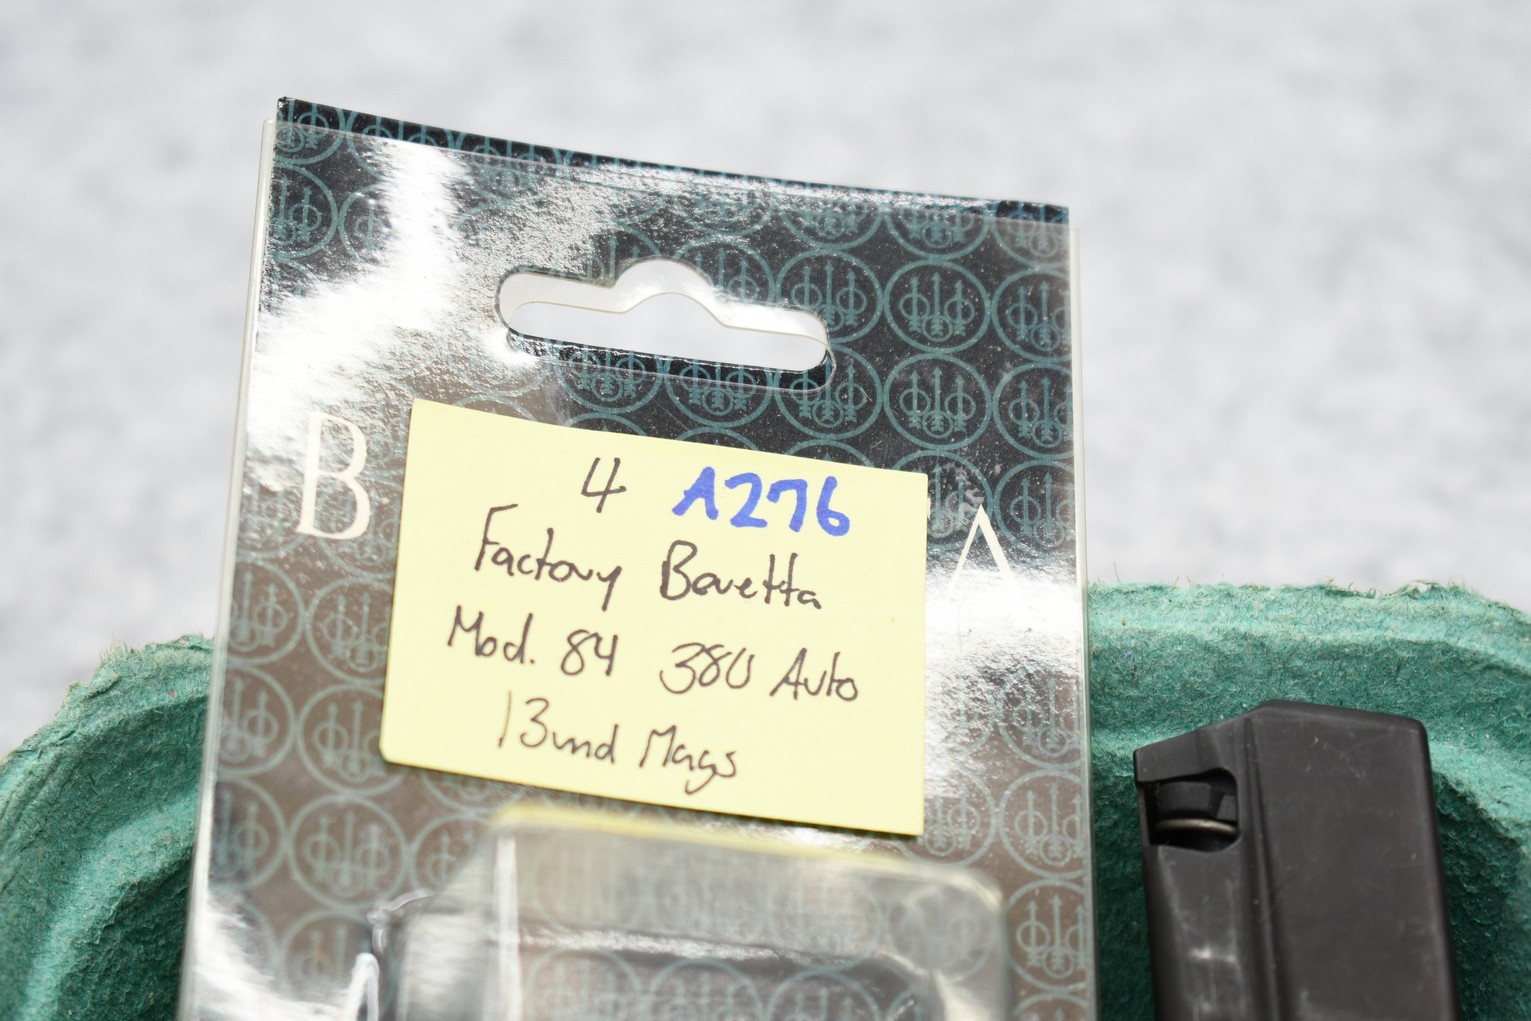 B A
4 A276
Factory Beretta
Mod. 84 380 Auto
13rnd Mags